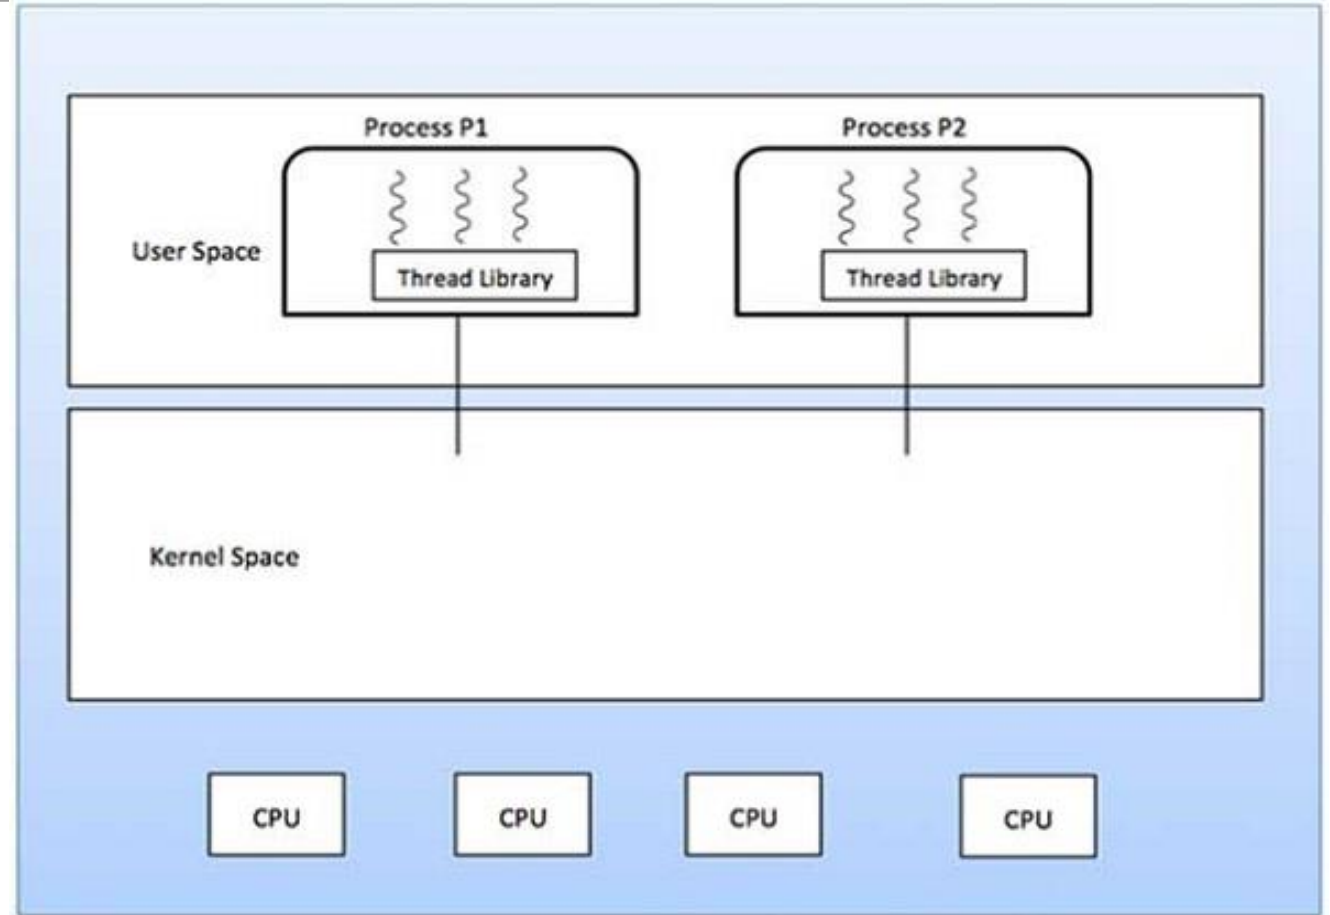 Process P1
Process P2
User Space
Thread Library
Thread Library
Kernel Space
CPU
CPU
CPU
CPU